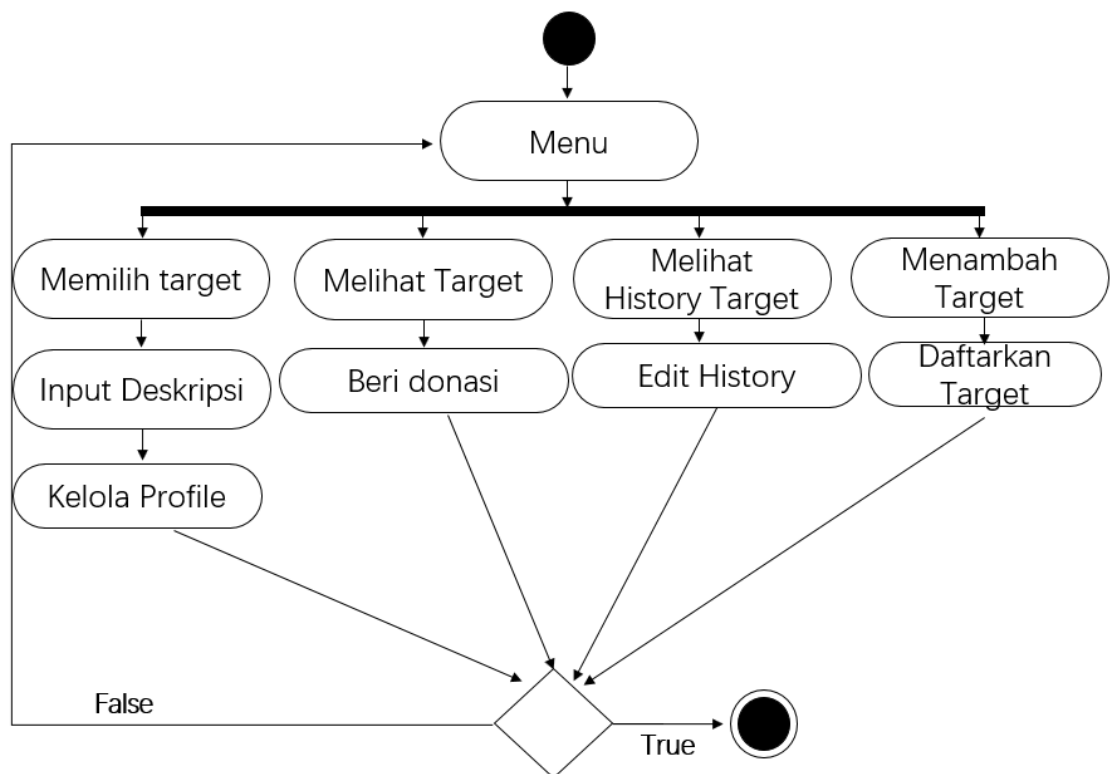 Menu
Memilih target
Melihat Target
Melihat
History Target
Menambah
Target
Input Deskripsi
Beri donasi
Edit History
Daftarkan
Target
Kelola Profile
False
True